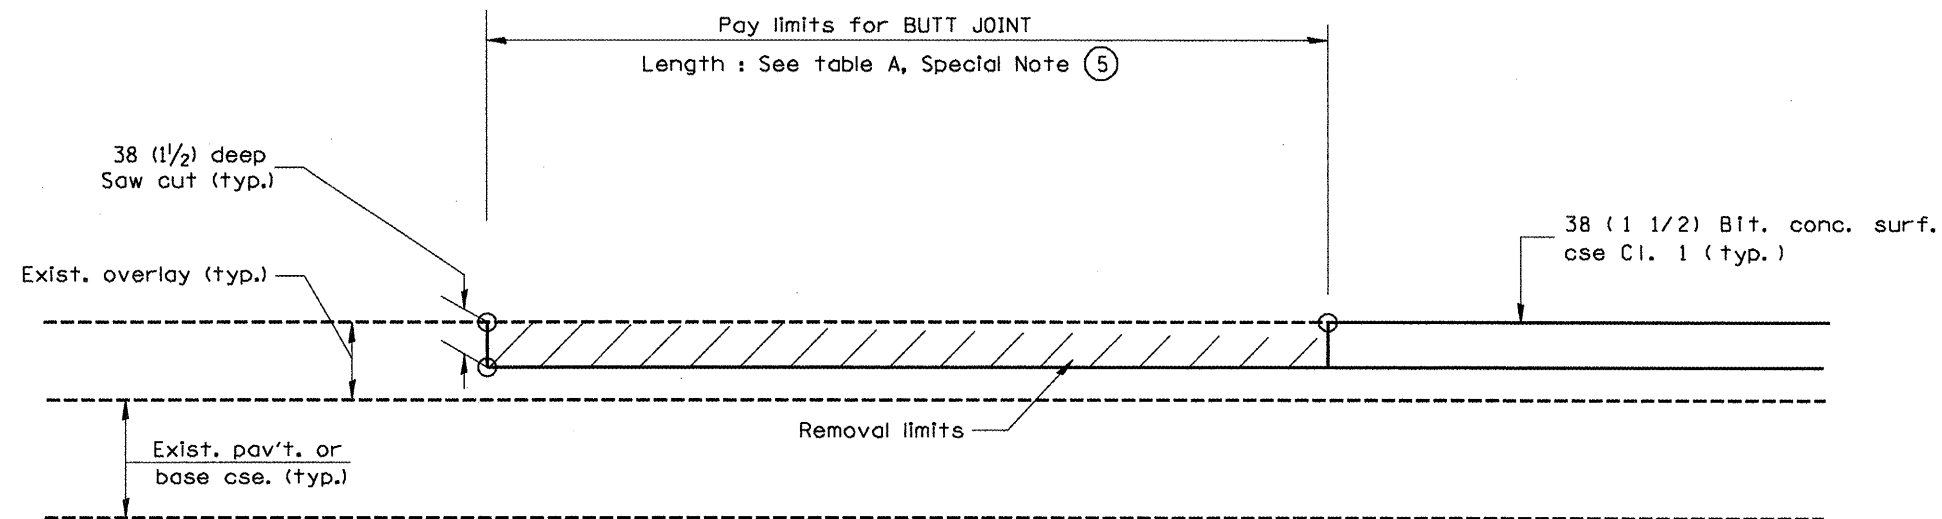 Pay limits for BUTT JOINT
Length : See table A, Special Note 5
38 (1 1/2) deep
Saw cut (typ.)
38 (1 1/2) Bit. conc. surf.
cse Cl. 1 (typ.)
Exist. overlay (typ.)
Removal limits
Exist. pav't. or
base cse. (typ.)